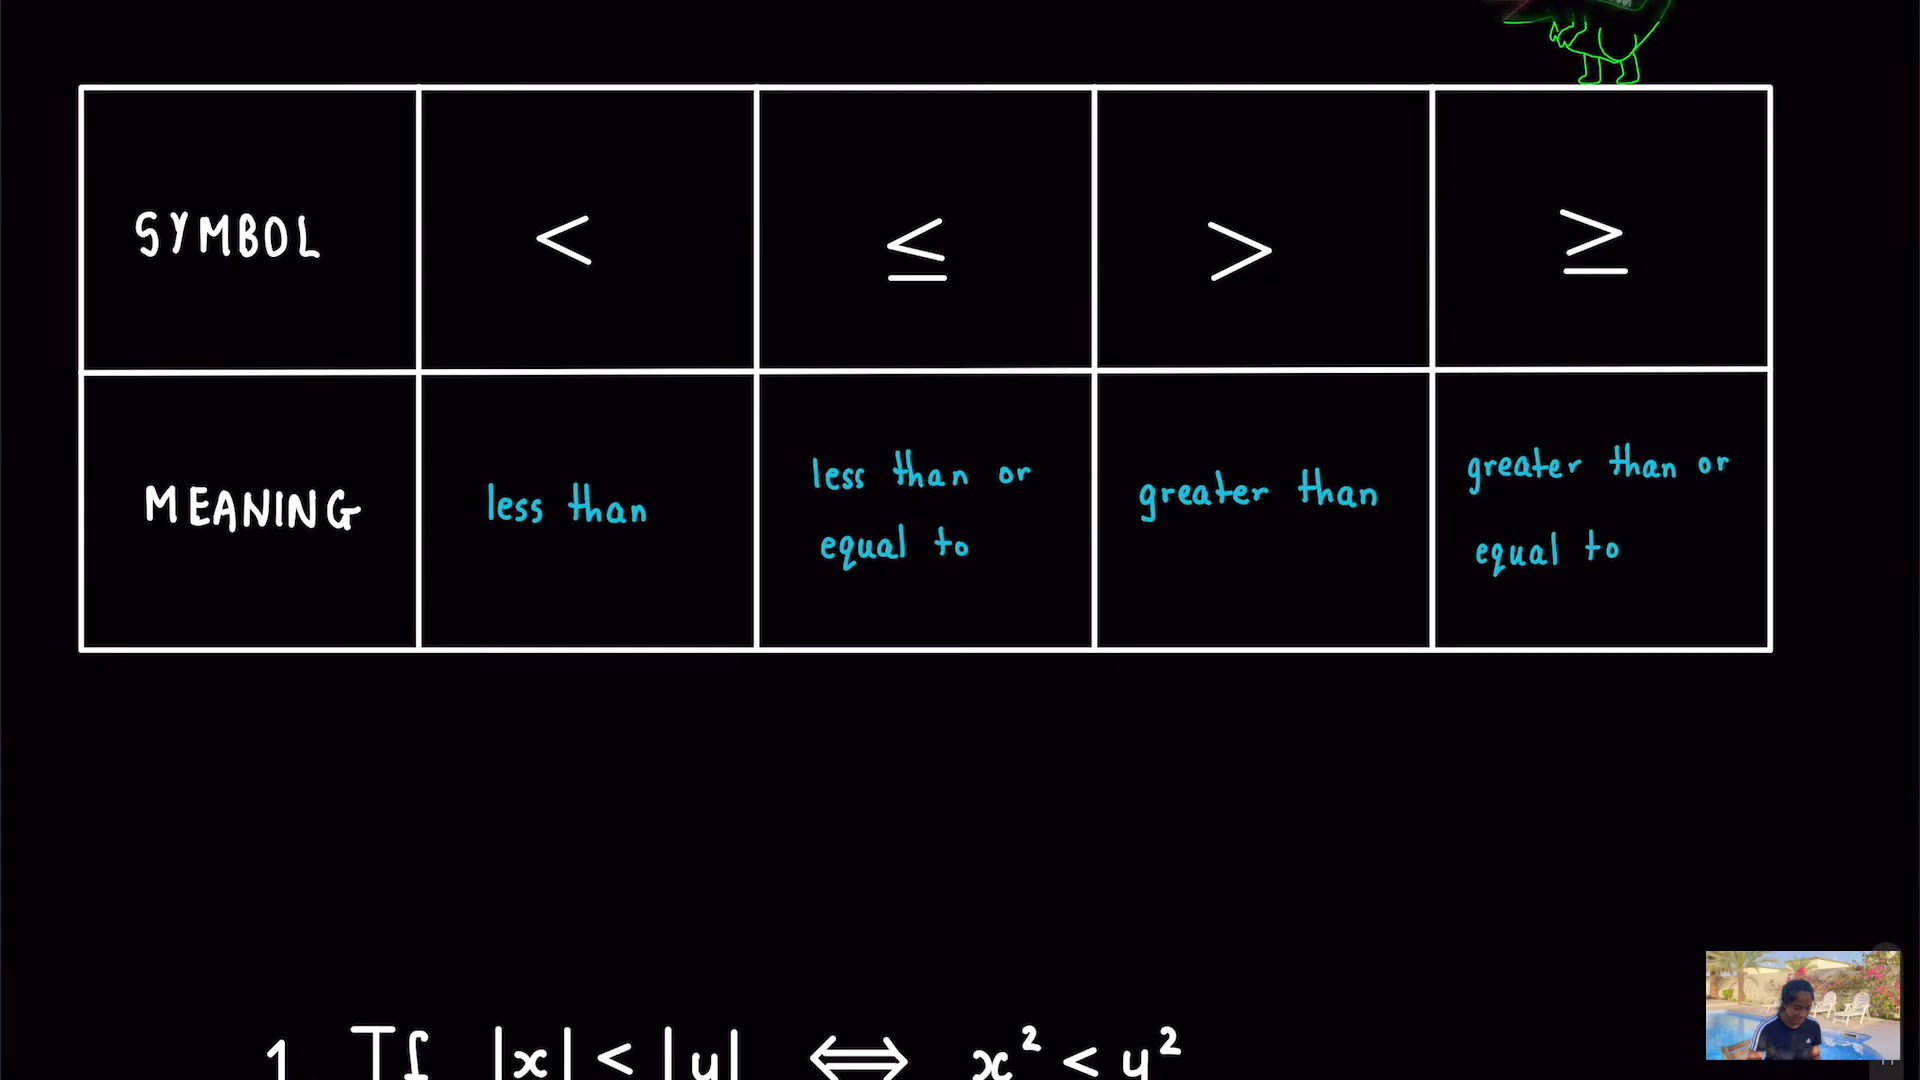 SYMBOL < ≤ > ≥
MEANING less than less than or equal to greater than greater than or equal to
1 If |x| < |y| ⟺ x² < y²